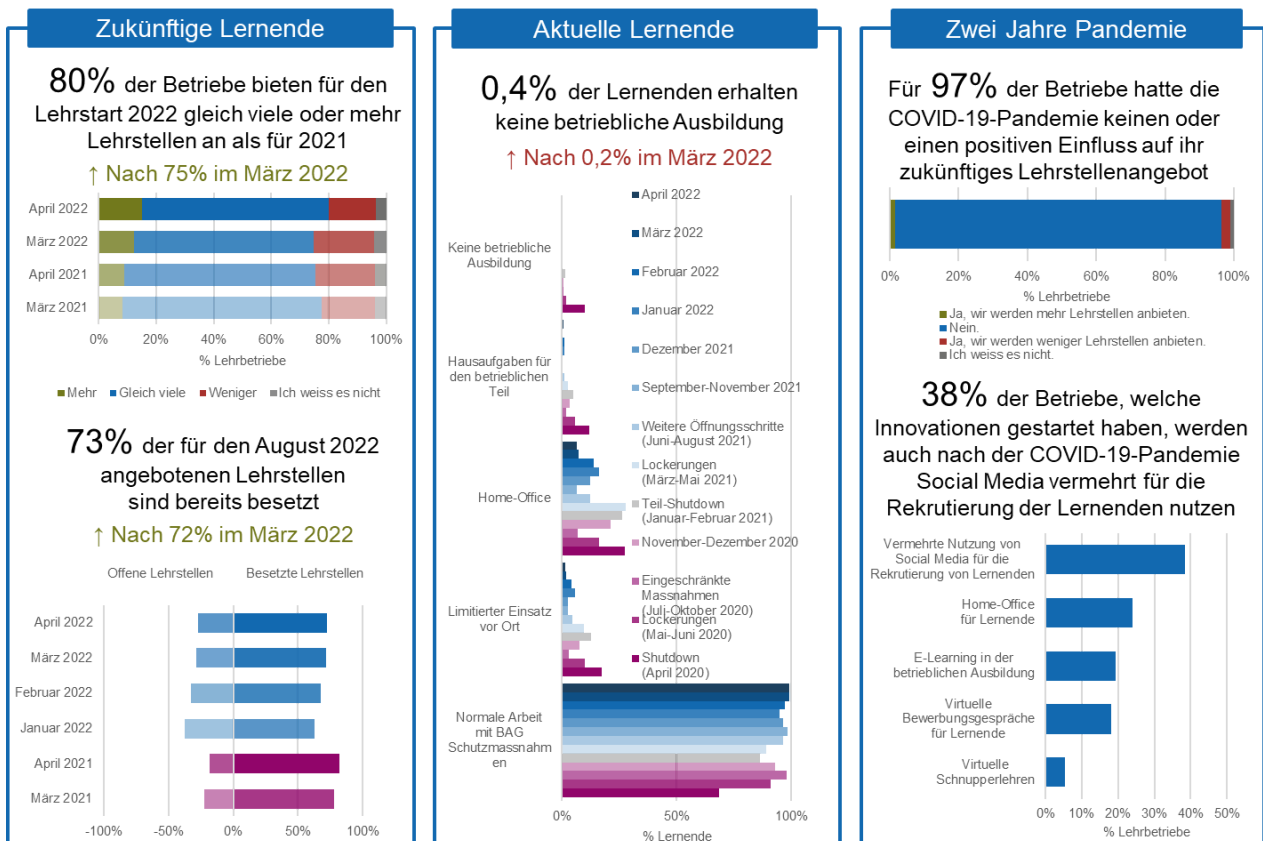 Zukünftige Lernende
80% der Betriebe bieten für den
Lehrstart 2022 gleich viele oder mehr
Lehrstellen an als für 2021
↑ Nach 75% im März 2022
April 2022
März 2022
April 2021
März 2021
0% 20% 40% 60% 80% 100%
% Lehrbetriebe
Mehr Gleich viele Weniger Ich weiss es nicht
73% der für den August 2022
angebotenen Lehrstellen
sind bereits besetzt
↑ Nach 72% im März 2022
Offene Lehrstellen Besetzte Lehrstellen
April 2022
März 2022
Februar 2022
Januar 2022
April 2021
März 2021
-100% -50% 0% 50% 100%
Aktuelle Lernende
0,4% der Lernenden erhalten
keine betriebliche Ausbildung
↑ Nach 0,2% im März 2022
Keine betriebliche
Ausbildung
Hausaufgaben für
den betrieblichen
Teil
Home-Office
Limitierter Einsatz
vor Ort
Normale Arbeit
mit BAG
Schutzmassnahm
en
April 2022
März 2022
Februar 2022
Januar 2022
Dezember 2021
September-November 2021
Weitere Öffnungsschritte
(Juni-August 2021)
Lockerungen
(März-Mai 2021)
Teil-Shutdown
(Januar-Februar 2021)
November-Dezember 2020
Eingeschränkte
Massnahmen
(Juli-Oktober 2020)
Lockerungen
(Mai-Juni 2020)
Shutdown
(April 2020)
0% 50% 100%
% Lernende
Zwei Jahre Pandemie
Für 97% der Betriebe hatte die
COVID-19-Pandemie keinen oder
einen positiven Einfluss auf ihr
zukünftiges Lehrstellenangebot
0% 20% 40% 60% 80% 100%
% Lehrbetriebe
Ja, wir werden mehr Lehrstellen anbieten.
Nein.
Ja, wir werden weniger Lehrstellen anbieten.
Ich weiss es nicht.
38% der Betriebe, welche
Innovationen gestartet haben, werden
auch nach der COVID-19-Pandemie
Social Media vermehrt für die
Rekrutierung der Lernenden nutzen
Vermehrte Nutzung von
Social Media für die
Rekrutierung von Lernenden
Home-Office
für Lernende
E-Learning in der
betrieblichen Ausbildung
Virtuelle
Bewerbungsgespräche
für Lernende
Virtuelle
Schnupperlehren
0% 10% 20% 30% 40% 50%
% Lehrbetriebe